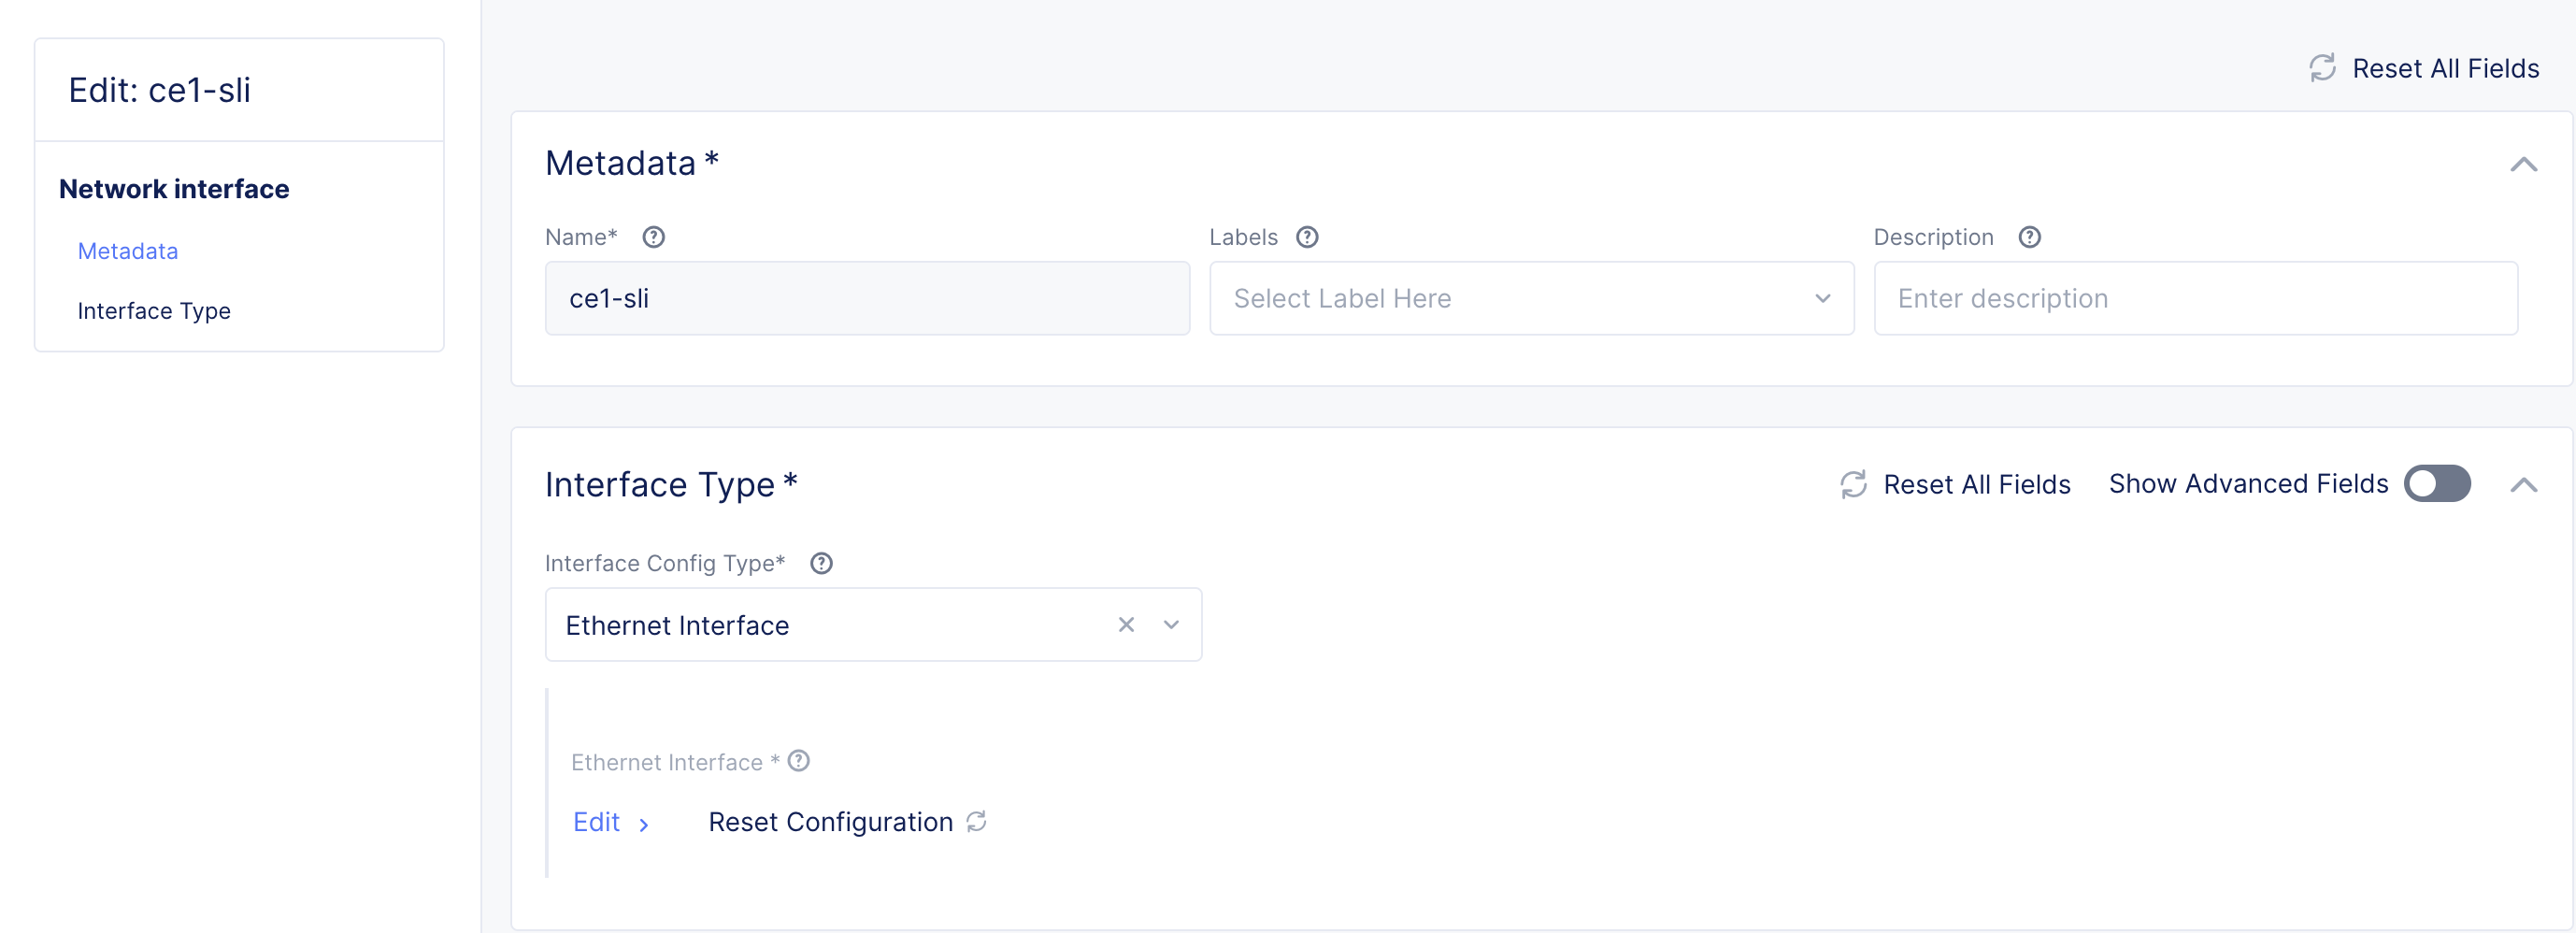 Edit: ce1-sli
Network interface
Metadata
Interface Type
Reset All Fields
Metadata *
Name*
Labels
Description
ce1-sli
Select Label Here
Enter description
Interface Type *
Reset All Fields
Show Advanced Fields
Interface Config Type*
Ethernet Interface
Ethernet Interface *
Edit
Reset Configuration